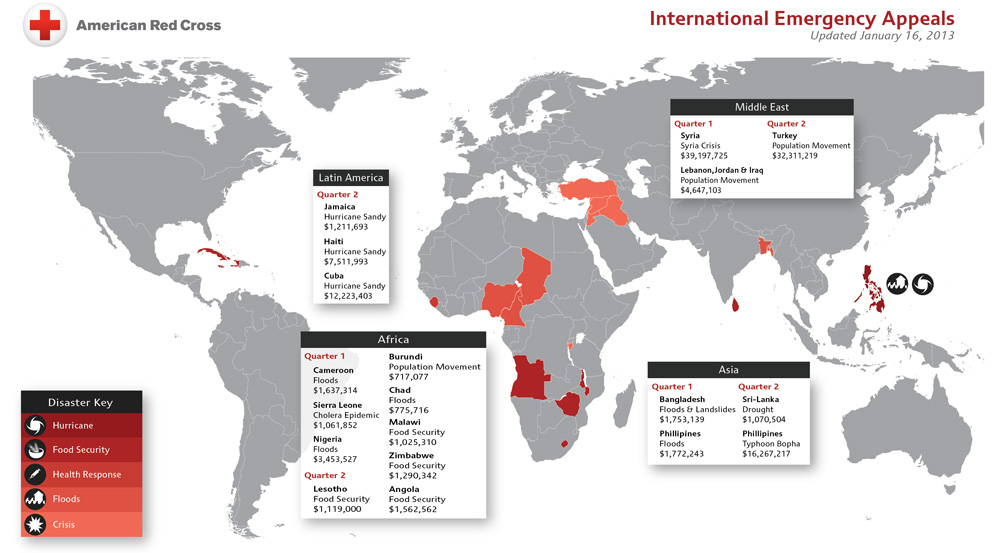 American Red Cross
International Emergency Appeals
Updated January 16, 2013
Middle East
Quarter 1
Syria
Syria Crisis
$39,197,725
Lebanon,Jordan & Iraq
Population Movement
$4,647,103
Quarter 2
Turkey
Population Movement
$32,311,219
Latin America
Quarter 2
Jamaica
Hurricane Sandy
$1,211,693
Haiti
Hurricane Sandy
$7,511,993
Cuba
Hurricane Sandy
$12,223,403
Africa
Quarter 1
Cameroon
Floods
$1,637,314
Sierra Leone
Cholera Epidemic
$1,061,852
Nigeria
Floods
$3,453,527
Quarter 2
Lesotho
Food Security
$1,119,000
Burundi
Population Movement
$717,077
Chad
Floods
$775,716
Malawi
Food Security
$1,025,310
Zimbabwe
Food Security
$1,290,342
Angola
Food Security
$1,562,562
Asia
Quarter 1
Bangladesh
Floods & Landslides
$1,753,139
Phillipines
Floods
$1,772,243
Quarter 2
Sri-Lanka
Drought
$1,070,504
Phillipines
Typhoon Bopha
$16,267,217
Disaster Key
Hurricane
Food Security
Health Response
Floods
Crisis